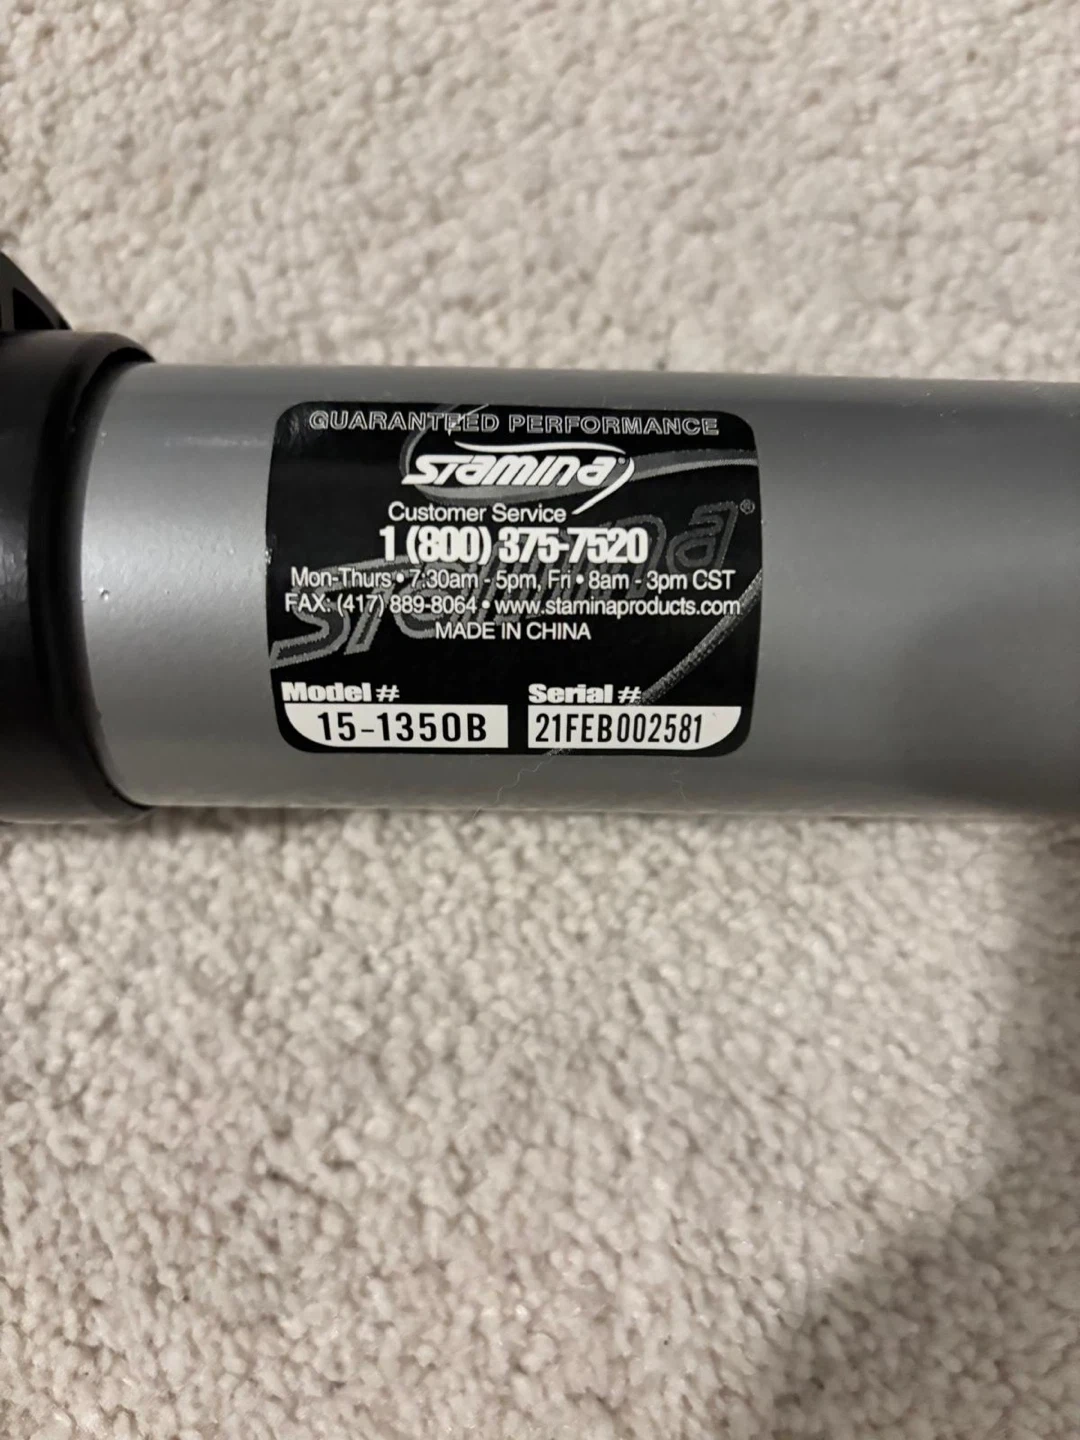 GUARANTEED PERFORMANCE
Stamina®
Customer Service
1 (800) 375-7520
Mon-Thurs • 7:30am - 5pm, Fri • 8am - 3pm CST
FAX: (417) 889-8064 • www.staminaproducts.com
MADE IN CHINA
Stamina®
Model # Serial #
15-1350B 21FEB002581